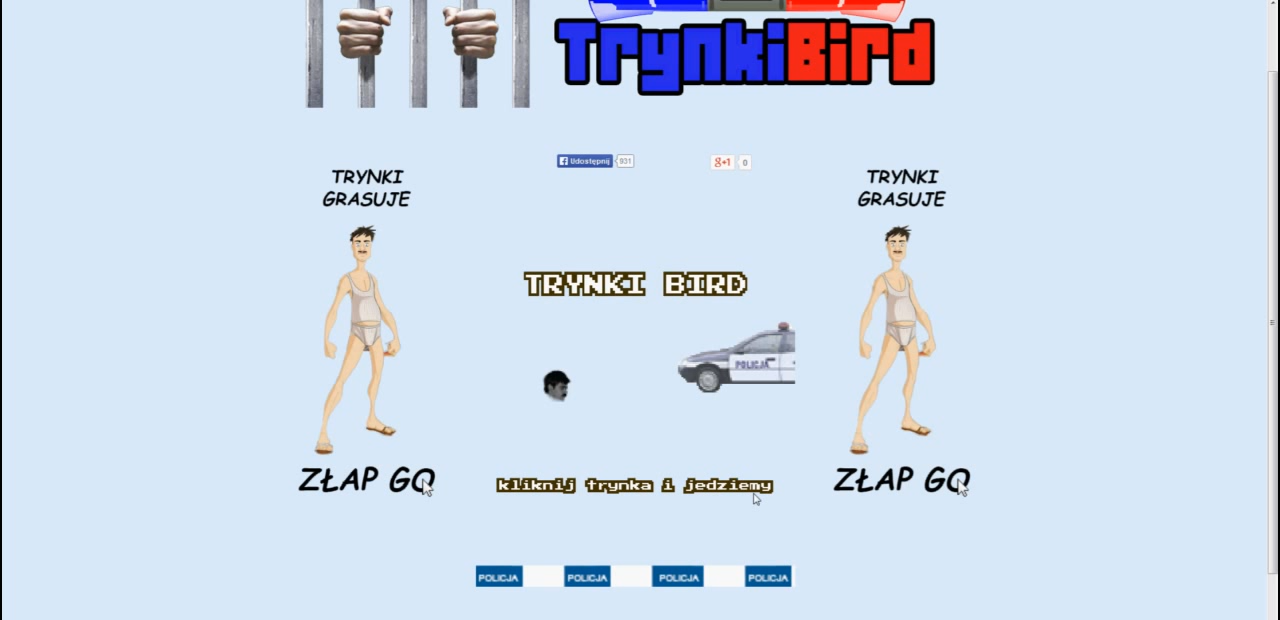 TrynkiBird
Udostępnij 931
g+1 0
TRYNKI
GRASUJE
TRYNKI
GRASUJE
TRYNKI BIRD
POLICJA
ZŁAP GO
kliknij trynka i jedziemy
ZŁAP GO
POLICJA POLICJA POLICJA POLICJA